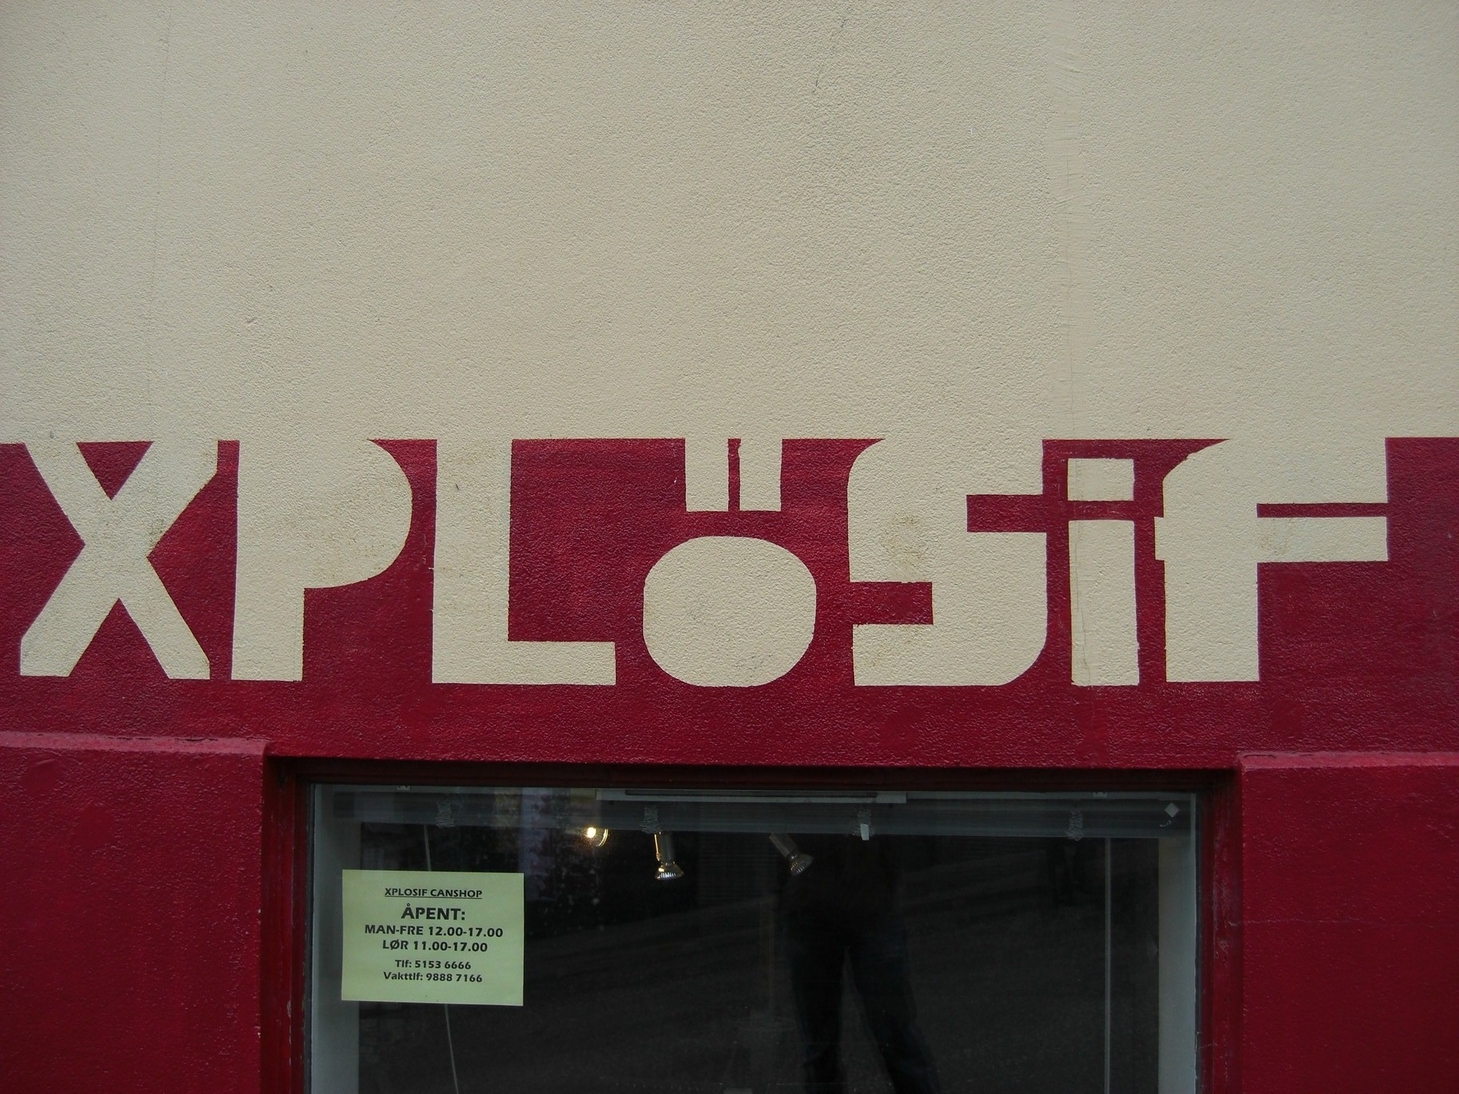 XPLÖSiF
XPLOSIF CANSHOP
ÅPENT:
MAN-FRE 12.00-17.00
LØR 11.00-17.00
Tlf: 5153 6666
Vakttlf: 9888 7166